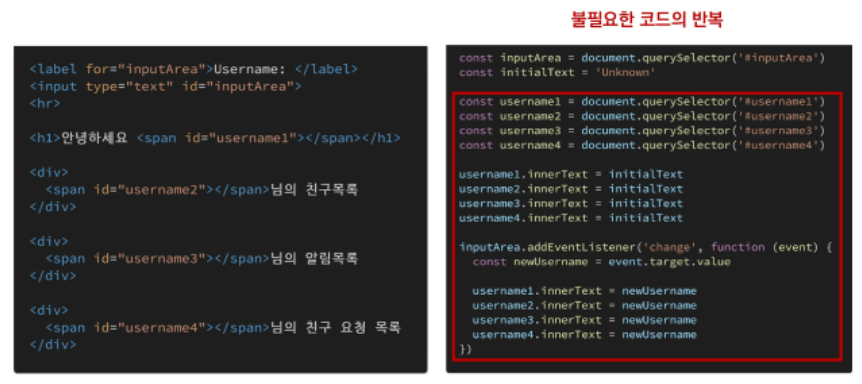 불필요한 코드의 반복
<label for="inputArea">Username: </label>
<input type="text" id="inputArea">
<hr>
<h1>안녕하세요 <span id="username1"></span></h1>
<div>
<span id="username2"></span>님의 친구목록
</div>
<div>
<span id="username3"></span>님의 알림목록
</div>
<div>
<span id="username4"></span>님의 친구 요청 목록
</div>
const inputArea = document.querySelector('#inputArea')
const initialText = 'Unknown'
const username1 = document.querySelector('#username1')
const username2 = document.querySelector('#username2')
const username3 = document.querySelector('#username3')
const username4 = document.querySelector('#username4')
username1.innerText = initialText
username2.innerText = initialText
username3.innerText = initialText
username4.innerText = initialText
inputArea.addEventListener('change', function (event) {
const newUsername = event.target.value
username1.innerText = newUsername
username2.innerText = newUsername
username3.innerText = newUsername
username4.innerText = newUsername
})